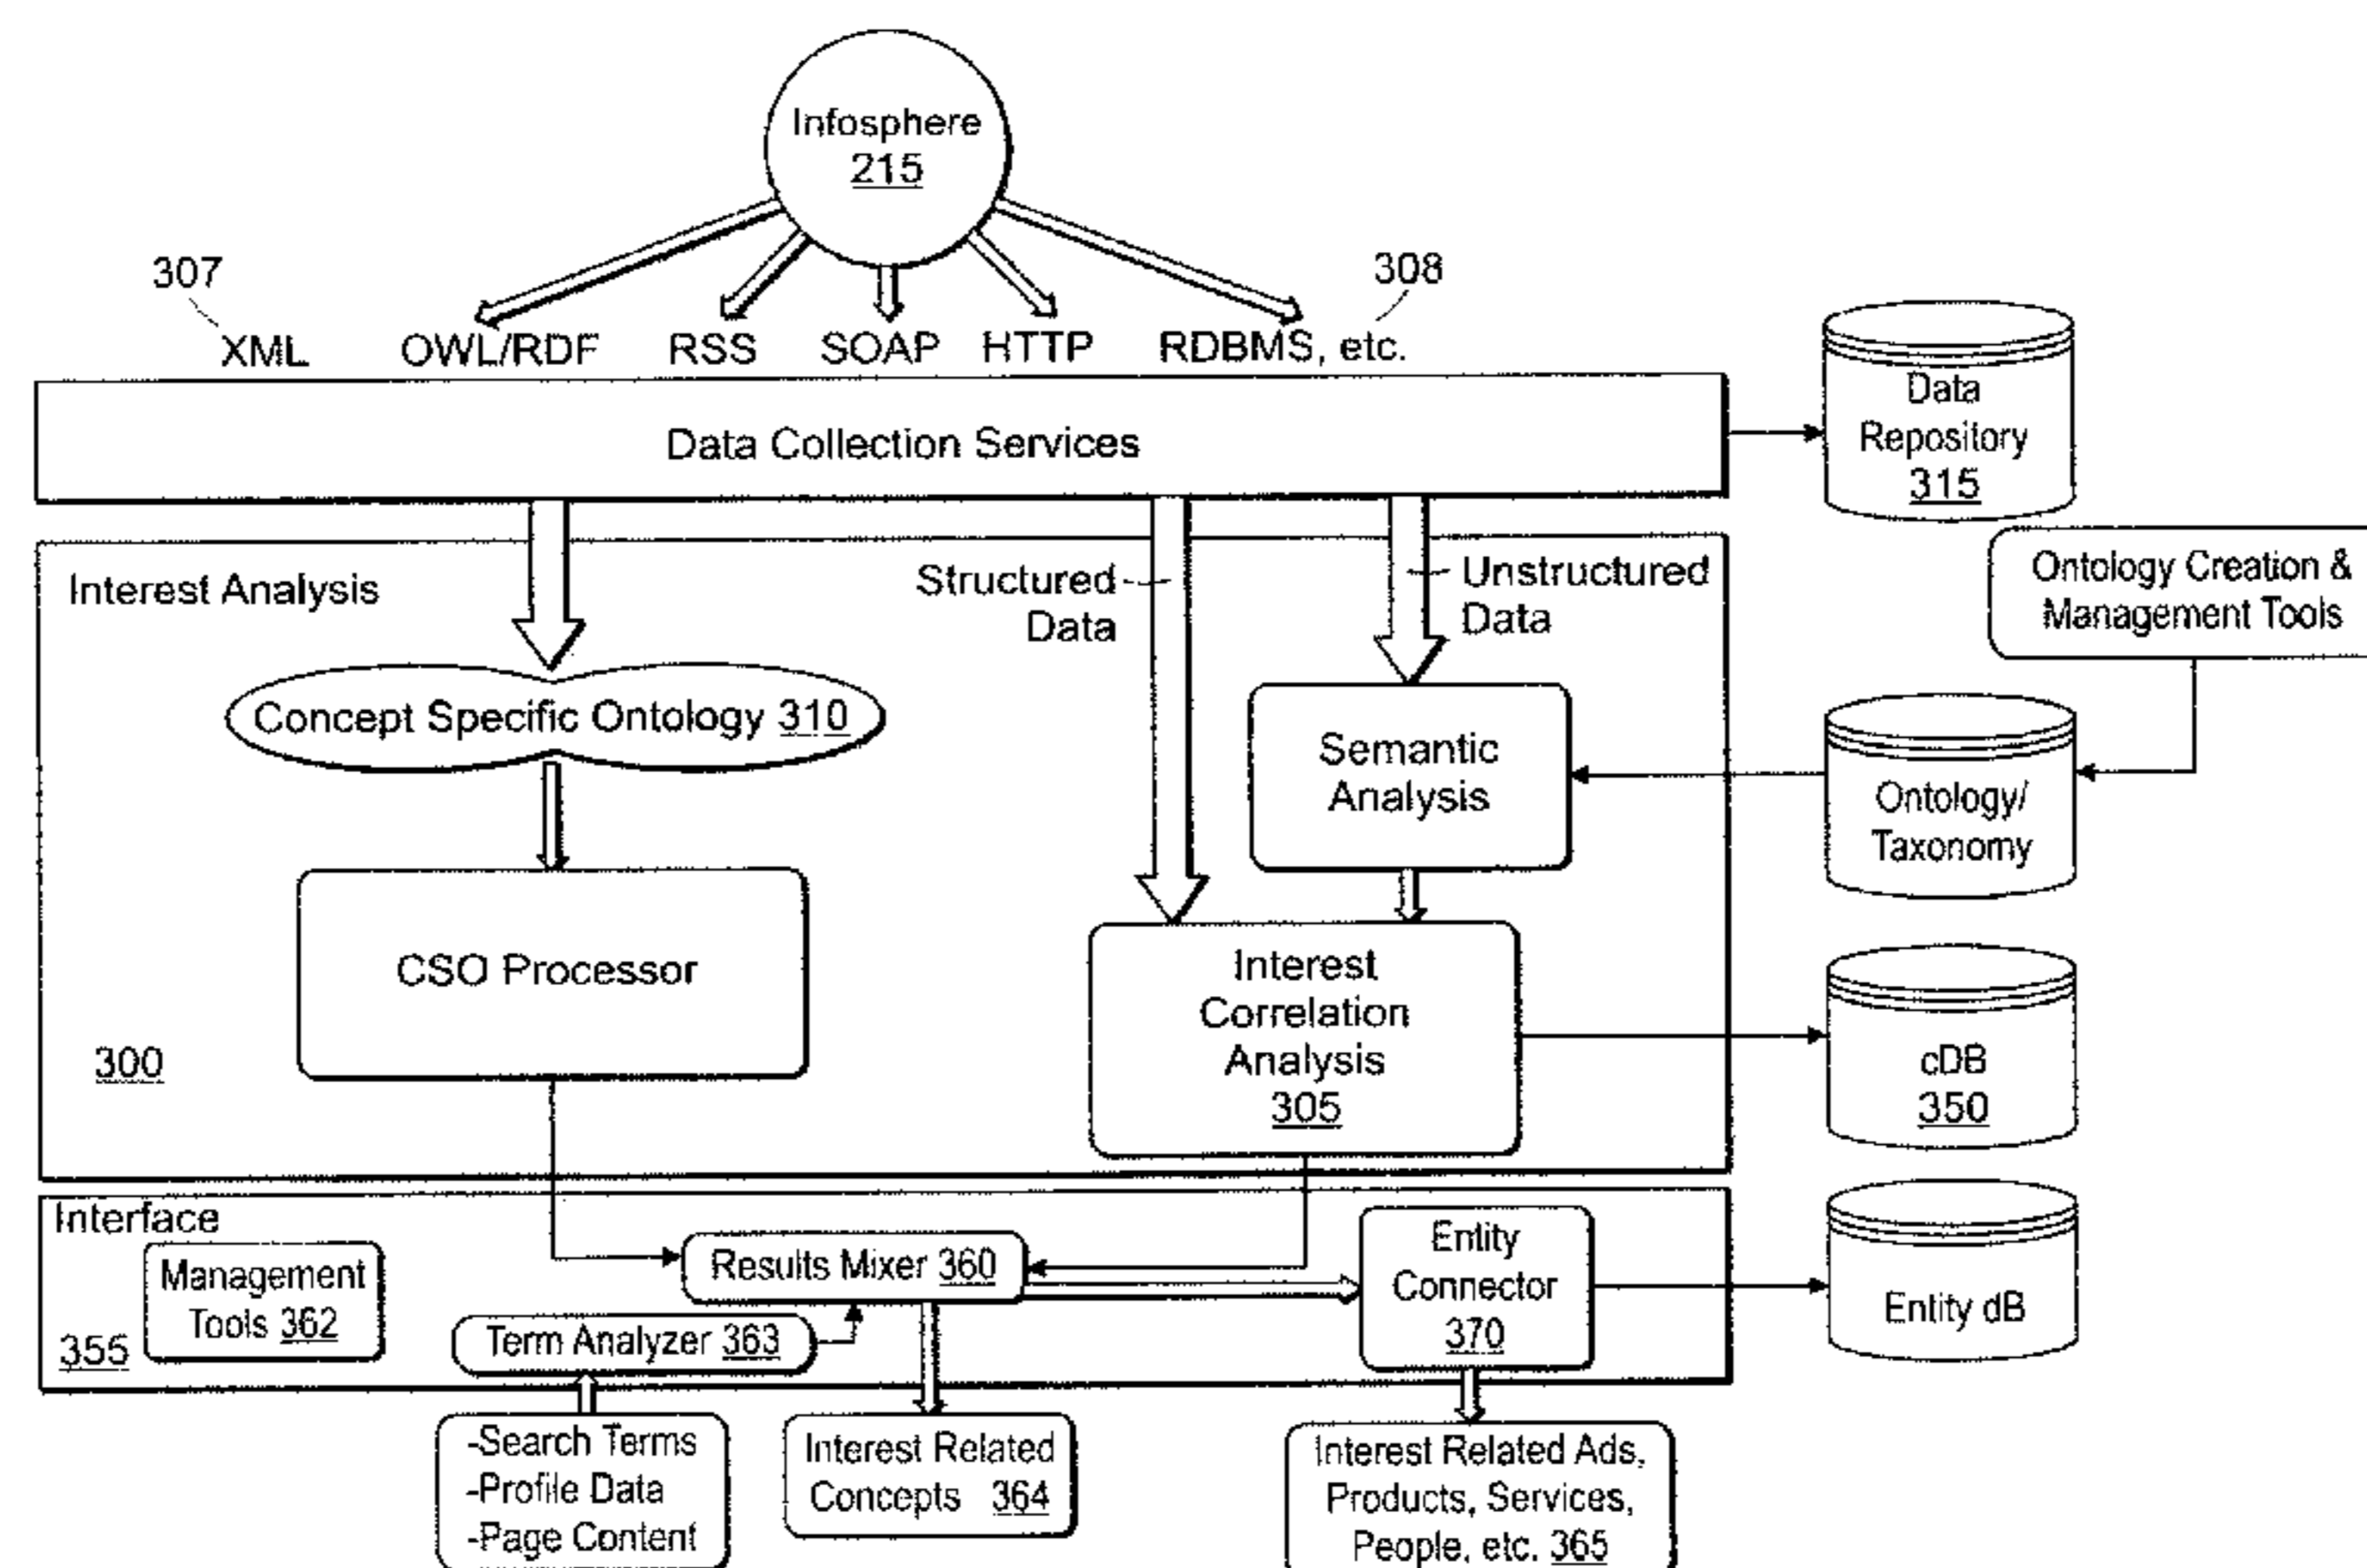 Infosphere
215
307
308
XML OWL/RDF RSS SOAP HTTP RDBMS, etc.
Data Collection Services
Data
Repository
315
Interest Analysis
Structured
Data
Unstructured
Data
Ontology Creation &
Management Tools
Concept Specific Ontology 310
Semantic
Analysis
Ontology/
Taxonomy
CSO Processor
Interest
Correlation
Analysis
305
cDB
350
300
Interface
Management
Tools 362
355
Results Mixer 360
Term Analyzer 363
Entity
Connector
370
Entity dB
-Search Terms
-Profile Data
-Page Content
Interest Related
Concepts 364
Interest Related Ads,
Products, Services,
People, etc. 365